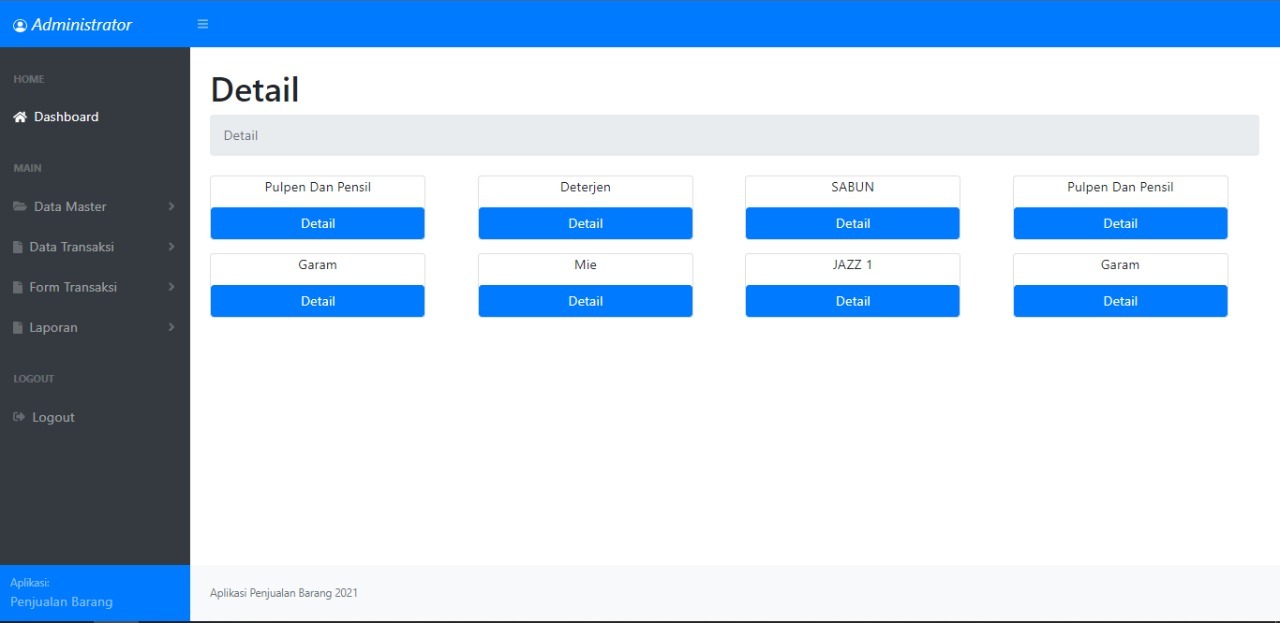 Administrator
HOME
Dashboard
MAIN
Data Master
Data Transaksi
Form Transaksi
Laporan
LOGOUT
Logout
Aplikasi:
Penjualan Barang
Detail
Detail
Pulpen Dan Pensil
Detail
Deterjen
Detail
SABUN
Detail
Pulpen Dan Pensil
Detail
Garam
Detail
Mie
Detail
JAZZ 1
Detail
Garam
Detail
Aplikasi Penjualan Barang 2021